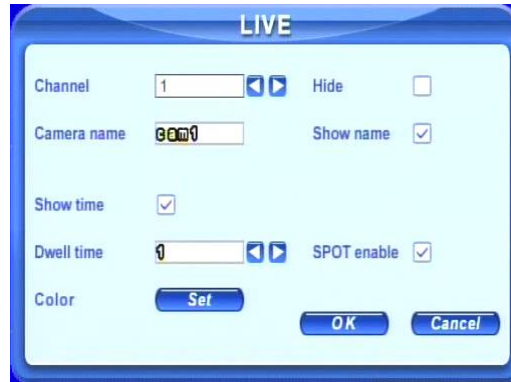 LIVE
Channel 1 Hide
Camera name cam1 Show name
Show time
Dwell time 1 SPOT enable
Color Set
OK Cancel